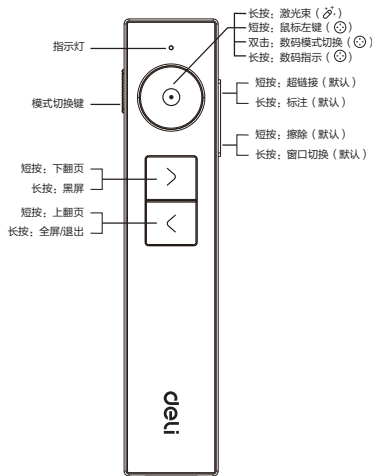 长按：激光束（）
短按：鼠标左键（）
双击：数码模式切换（）
长按：数码指示（）
指示灯
模式切换键
短按：超链接（默认）
长按：标注（默认）
短按：擦除（默认）
长按：窗口切换（默认）
短按：下翻页
长按：黑屏
短按：上翻页
长按：全屏/退出
deli